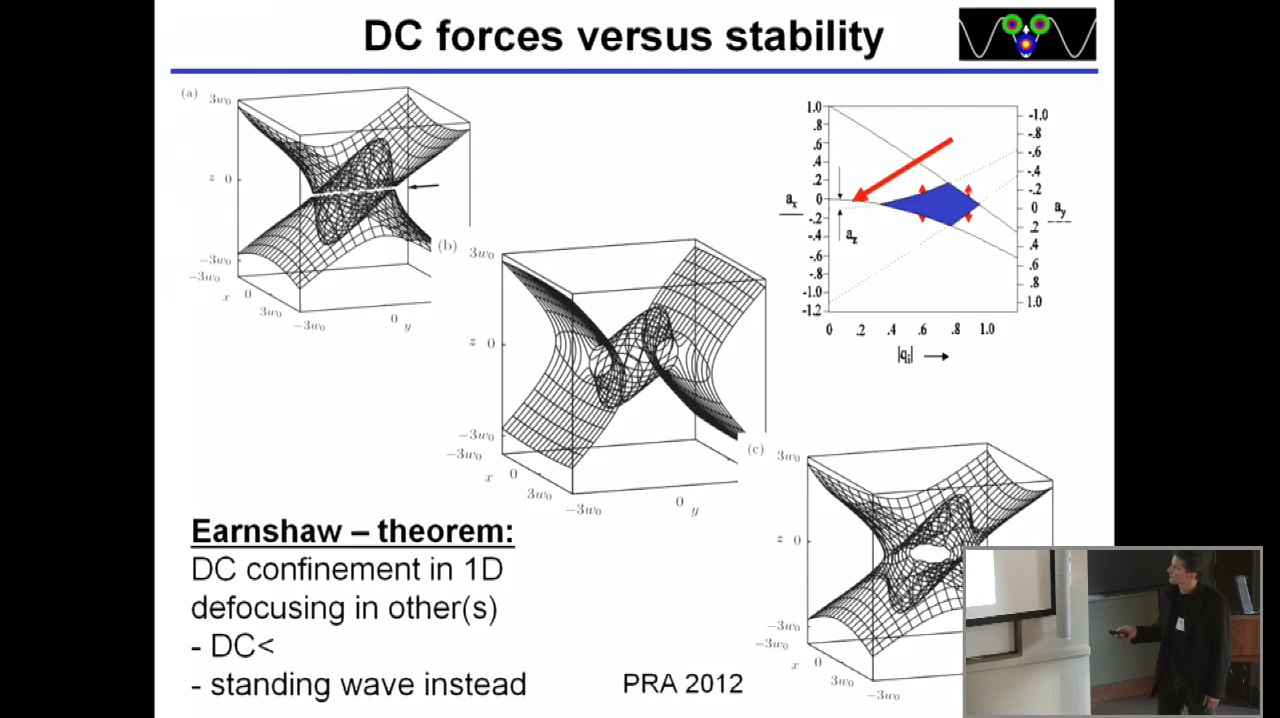 DC forces versus stability
(a)
3w₀
z 0
−3w₀
−3w₀
x 0
3w₀
−3w₀
0 y
(b)
3w₀
z 0
−3w₀
−3w₀
x 0
3w₀
−3w₀
0 y
(c)
3w₀
z 0
−3w₀
−3w₀
x 0
3w₀
−3w₀
1.0
.8
.6
.4
.2
0
-.2
-.4
-.6
-.8
-1.0
-1.2
aₓ
a_z
-1.0
-.8
-.6
-.4
-.2
0
.2
.4
.6
.8
1.0
a_y
0 .2 .4 .6 .8 1.0
|qᵢ|
Earnshaw – theorem:
DC confinement in 1D
defocusing in other(s)
- DC<
- standing wave instead
PRA 2012